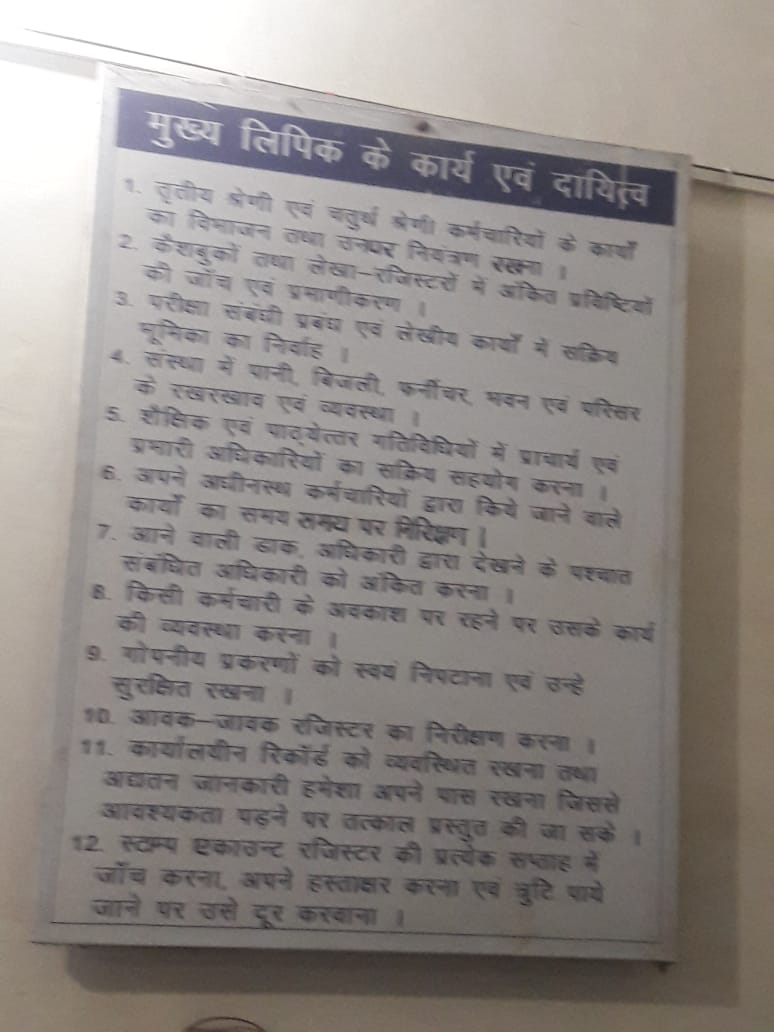 मुख्य लिपिक के कार्य एवं दायित्व
1. तृतीय श्रेणी एवं चतुर्थ श्रेणी कर्मचारियों के कार्यों
का विभाजन तथा उनपर नियंत्रण रखना ।
2. कैशबुकों तथा लेखा-रजिस्टरों में अंकित प्रविष्टियों
की जाँच एवं प्रमाणीकरण ।
3. परीक्षा संबंधी प्रबंध एवं लेखीय कार्यों में सक्रिय
भूमिका का निर्वाह ।
4. संस्था में पानी, बिजली, फर्नीचर, भवन एवं परिसर
के रखरखाव एवं व्यवस्था ।
5. शैक्षिक एवं पाठ्येत्तर गतिविधियों में प्राचार्य एवं
प्रभारी अधिकारियों का सक्रिय सहयोग करना ।
6. अपने अधीनस्थ कर्मचारियों द्वारा किये जाने वाले
कार्यों का समय समय पर निरिक्षण ।
7. आने वाली डाक, अधिकारी द्वारा देखने के पश्चात
संबंधित अधिकारी को अंकित करना ।
8. किसी कर्मचारी के अवकाश पर रहने पर उसके कार्य
की व्यवस्था करना ।
9. गोपनीय प्रकरणों को स्वयं निपटाना एवं उन्हे
सुरक्षित रखना ।
10. आवक-जावक रजिस्टर का निरीक्षण करना ।
11. कार्यालयीन रिकॉर्ड को व्यवस्थित रखना तथा
अद्यतन जानकारी हमेशा अपने पास रखना जिससे
आवश्यकता पड़ने पर तत्काल प्रस्तुत की जा सके ।
12. स्टाम्प एकाउन्ट रजिस्टर की प्रत्येक सप्ताह में
जाँच करना, अपने हस्ताक्षर करना एवं त्रुटि पाये
जाने पर उसे दूर करवाना ।